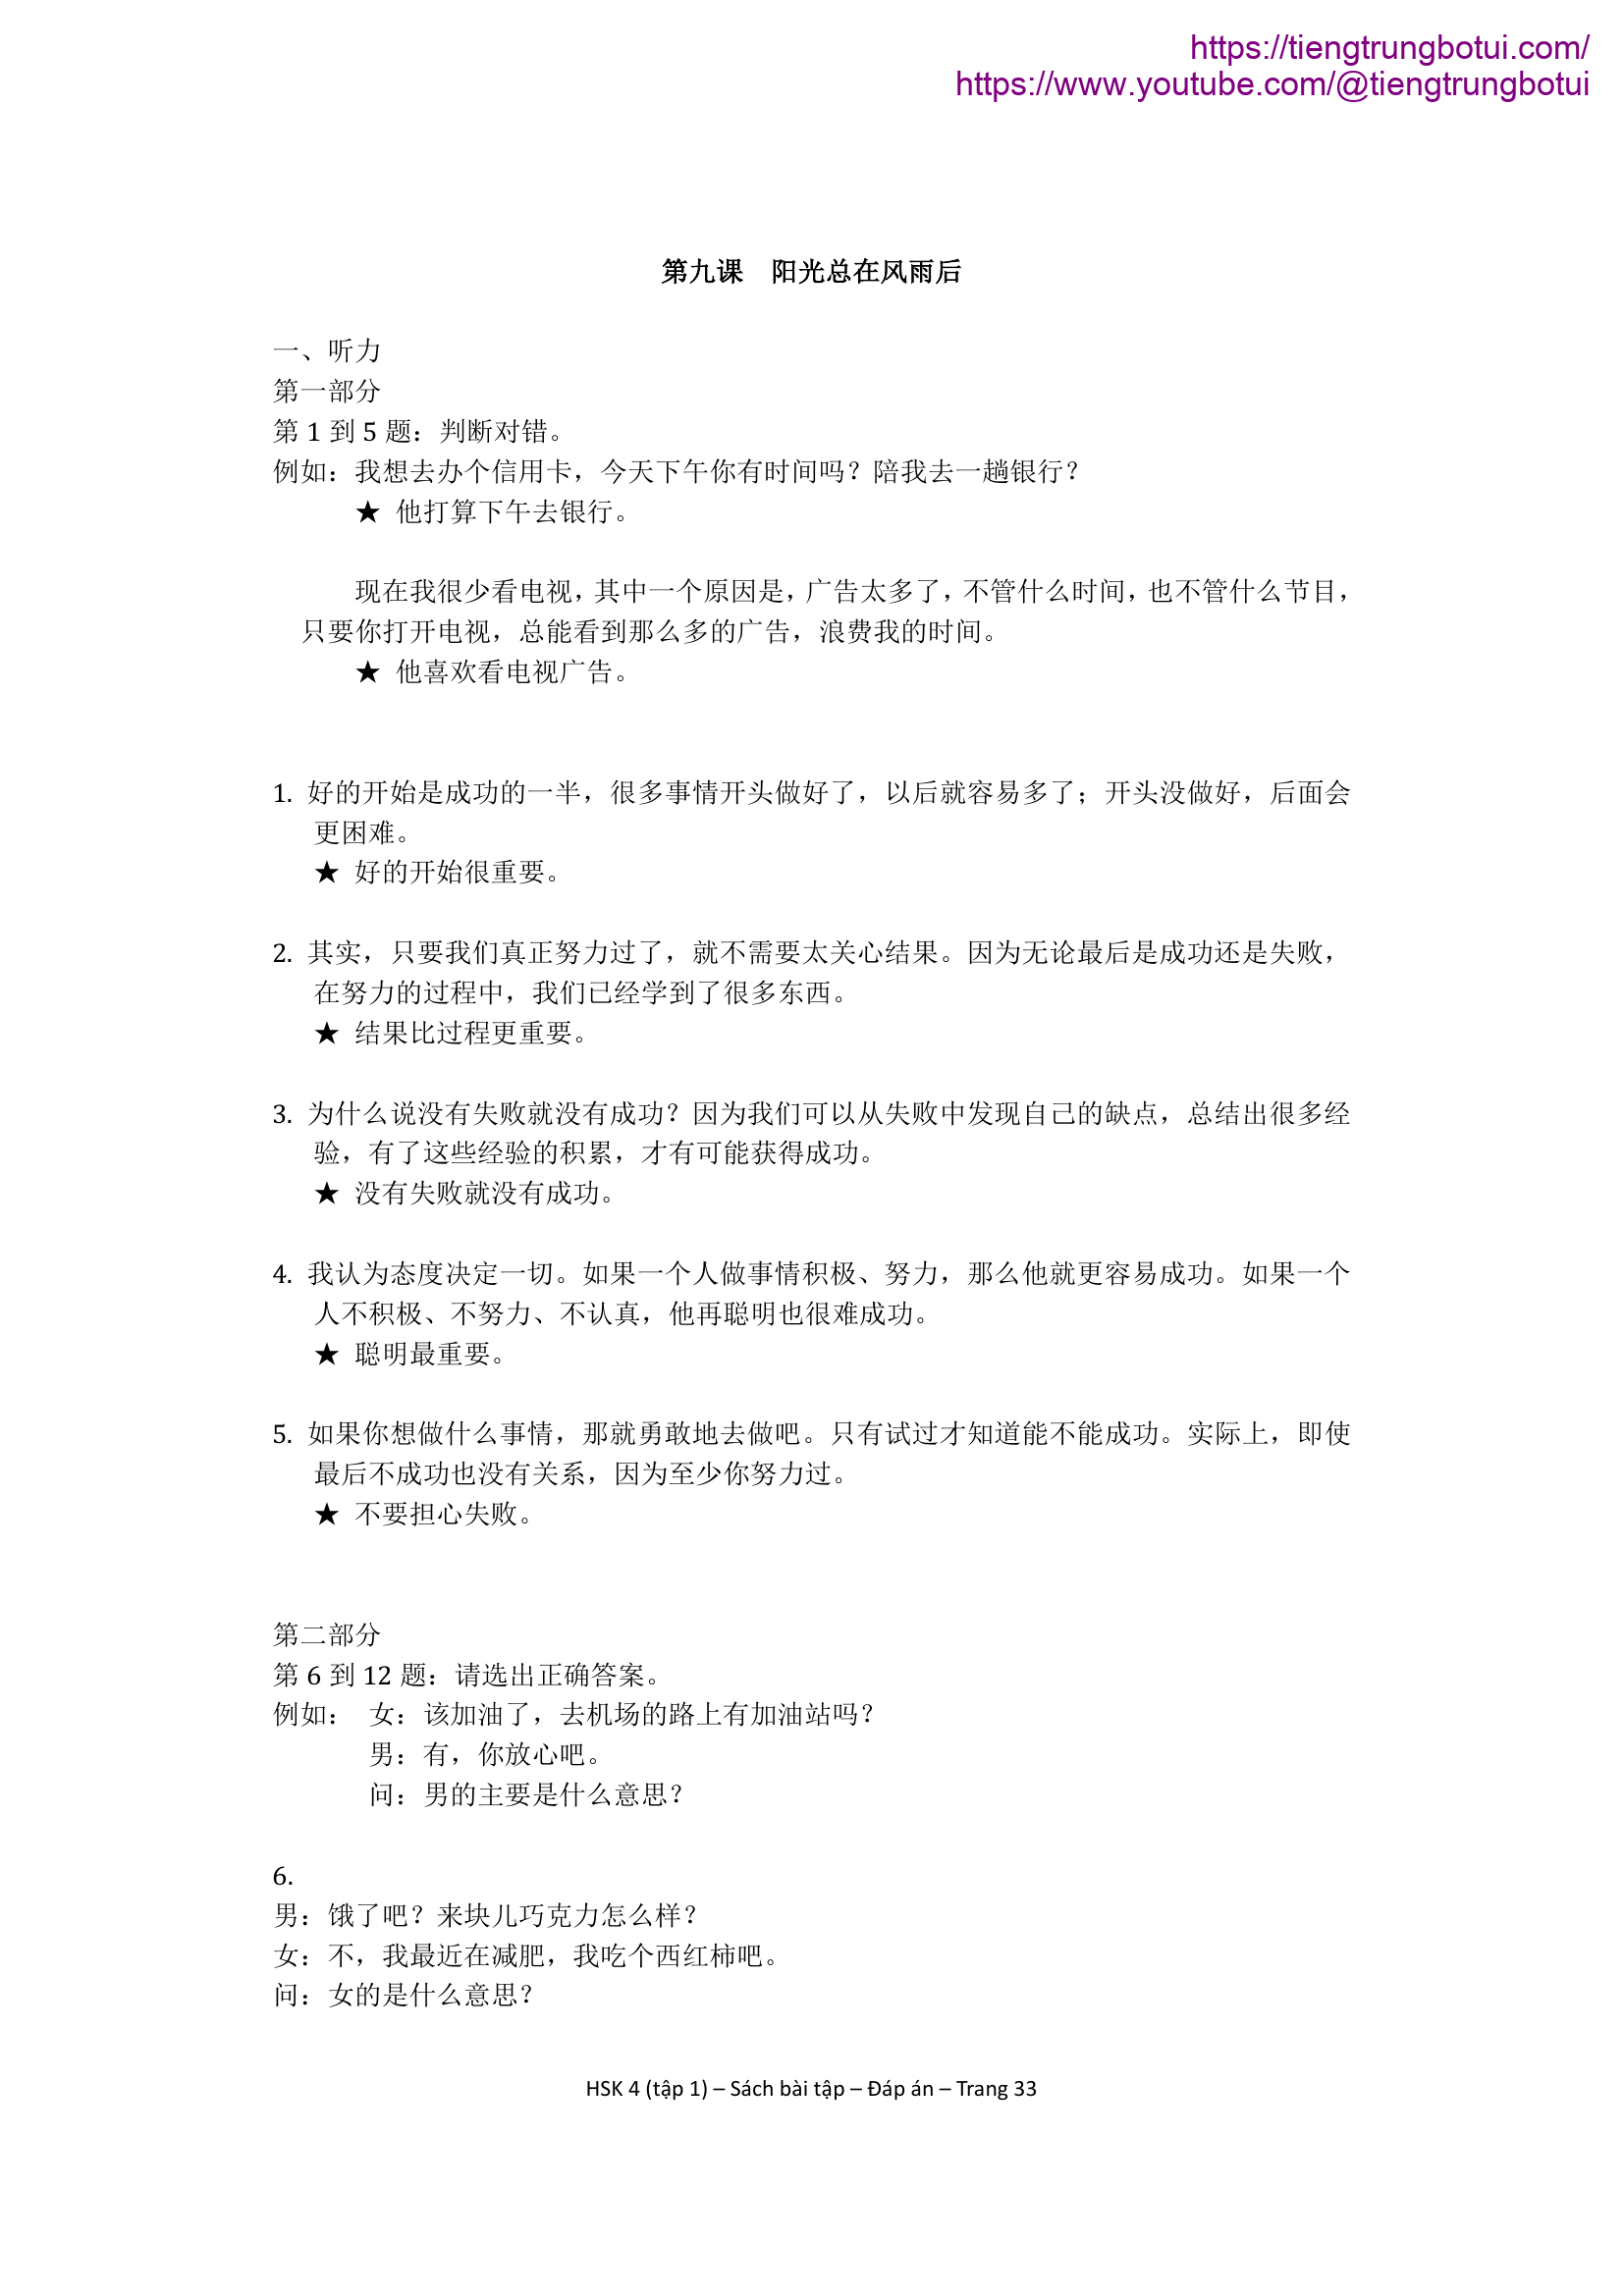 https://tiengtrungbotui.com/
https://www.youtube.com/@tiengtrungbotui
第九课　阳光总在风雨后
一、听力
第一部分
第 1 到 5 题：判断对错。
例如：我想去办个信用卡，今天下午你有时间吗？陪我去一趟银行？
★ 他打算下午去银行。
现在我很少看电视，其中一个原因是，广告太多了，不管什么时间，也不管什么节目，
只要你打开电视，总能看到那么多的广告，浪费我的时间。
★ 他喜欢看电视广告。
1. 好的开始是成功的一半，很多事情开头做好了，以后就容易多了；开头没做好，后面会
更困难。
★ 好的开始很重要。
2. 其实，只要我们真正努力过了，就不需要太关心结果。因为无论最后是成功还是失败，
在努力的过程中，我们已经学到了很多东西。
★ 结果比过程更重要。
3. 为什么说没有失败就没有成功？因为我们可以从失败中发现自己的缺点，总结出很多经
验，有了这些经验的积累，才有可能获得成功。
★ 没有失败就没有成功。
4. 我认为态度决定一切。如果一个人做事情积极、努力，那么他就更容易成功。如果一个
人不积极、不努力、不认真，他再聪明也很难成功。
★ 聪明最重要。
5. 如果你想做什么事情，那就勇敢地去做吧。只有试过才知道能不能成功。实际上，即使
最后不成功也没有关系，因为至少你努力过。
★ 不要担心失败。
第二部分
第 6 到 12 题：请选出正确答案。
例如： 女：该加油了，去机场的路上有加油站吗？
男：有，你放心吧。
问：男的主要是什么意思？
6.
男：饿了吧？来块儿巧克力怎么样？
女：不，我最近在减肥，我吃个西红柿吧。
问：女的是什么意思？
HSK 4 (tập 1) – Sách bài tập – Đáp án – Trang 33